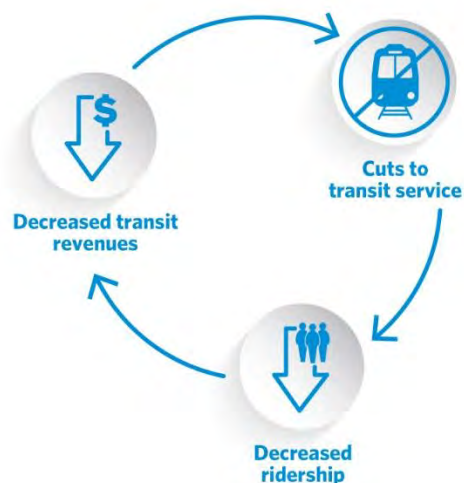 $
Cuts to
transit service
Decreased transit
revenues
Decreased
ridership